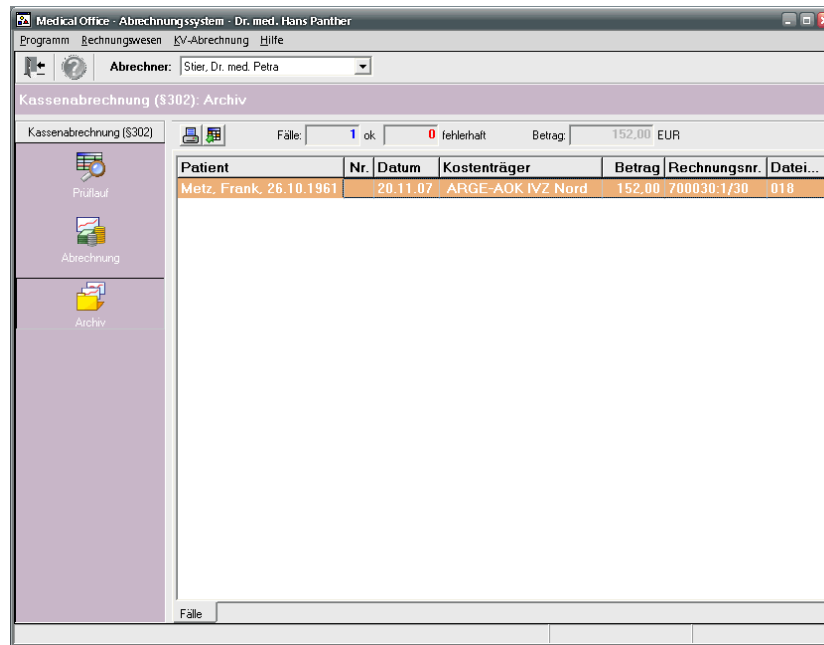 Medical Office - Abrechnungssystem - Dr. med. Hans Panther
Programm Rechnungswesen KV-Abrechnung Hilfe
Abrechner: Stier, Dr. med. Petra
Kassenabrechnung (§302): Archiv
Kassenabrechnung (§302)
Fälle: 1 ok 0 fehlerhaft Betrag: 152,00 EUR
Prüflauf
Abrechnung
Archiv
Patient Nr. Datum Kostenträger Betrag Rechnungsnr. Datei...
Metz, Frank, 26.10.1961 20.11.07 ARGE-AOK IVZ Nord 152,00 700030:1/30 018
Fälle